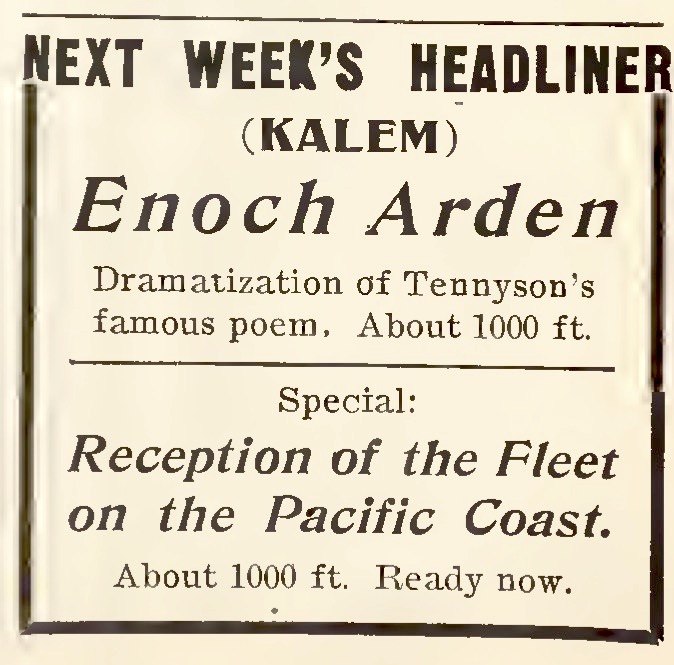 NEXT WEEK'S HEADLINER
(KALEM)
Enoch Arden
Dramatization of Tennyson's
famous poem. About 1000 ft.
Special:
Reception of the Fleet
on the Pacific Coast.
About 1000 ft. Ready now.